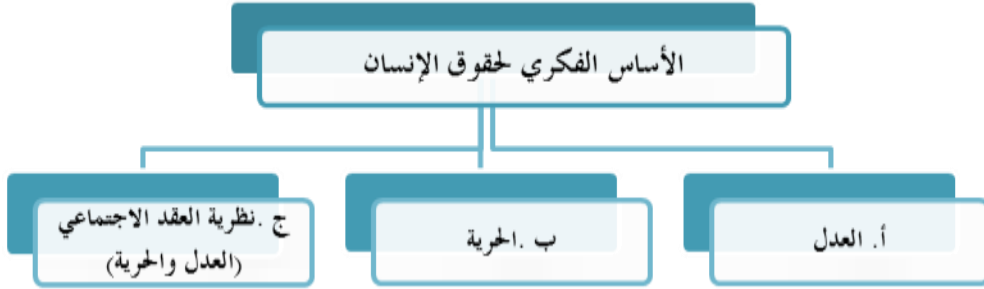 الأساس الفكري لحقوق الإنسان
أ. العدل
ب .الحرية
ج .نظرية العقد الاجتماعي
(العدل والحرية)